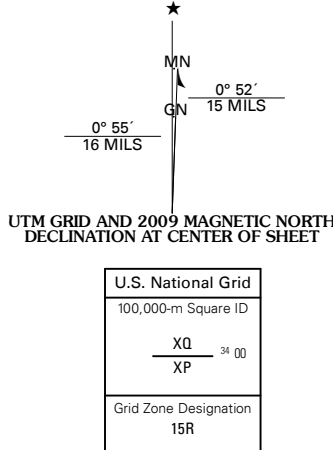 ★
MN
0° 52´
15 MILS
GN
0° 55´
16 MILS
UTM GRID AND 2009 MAGNETIC NORTH
DECLINATION AT CENTER OF SHEET
U.S. National Grid
100,000-m Square ID
XQ
34 00
XP
Grid Zone Designation
15R